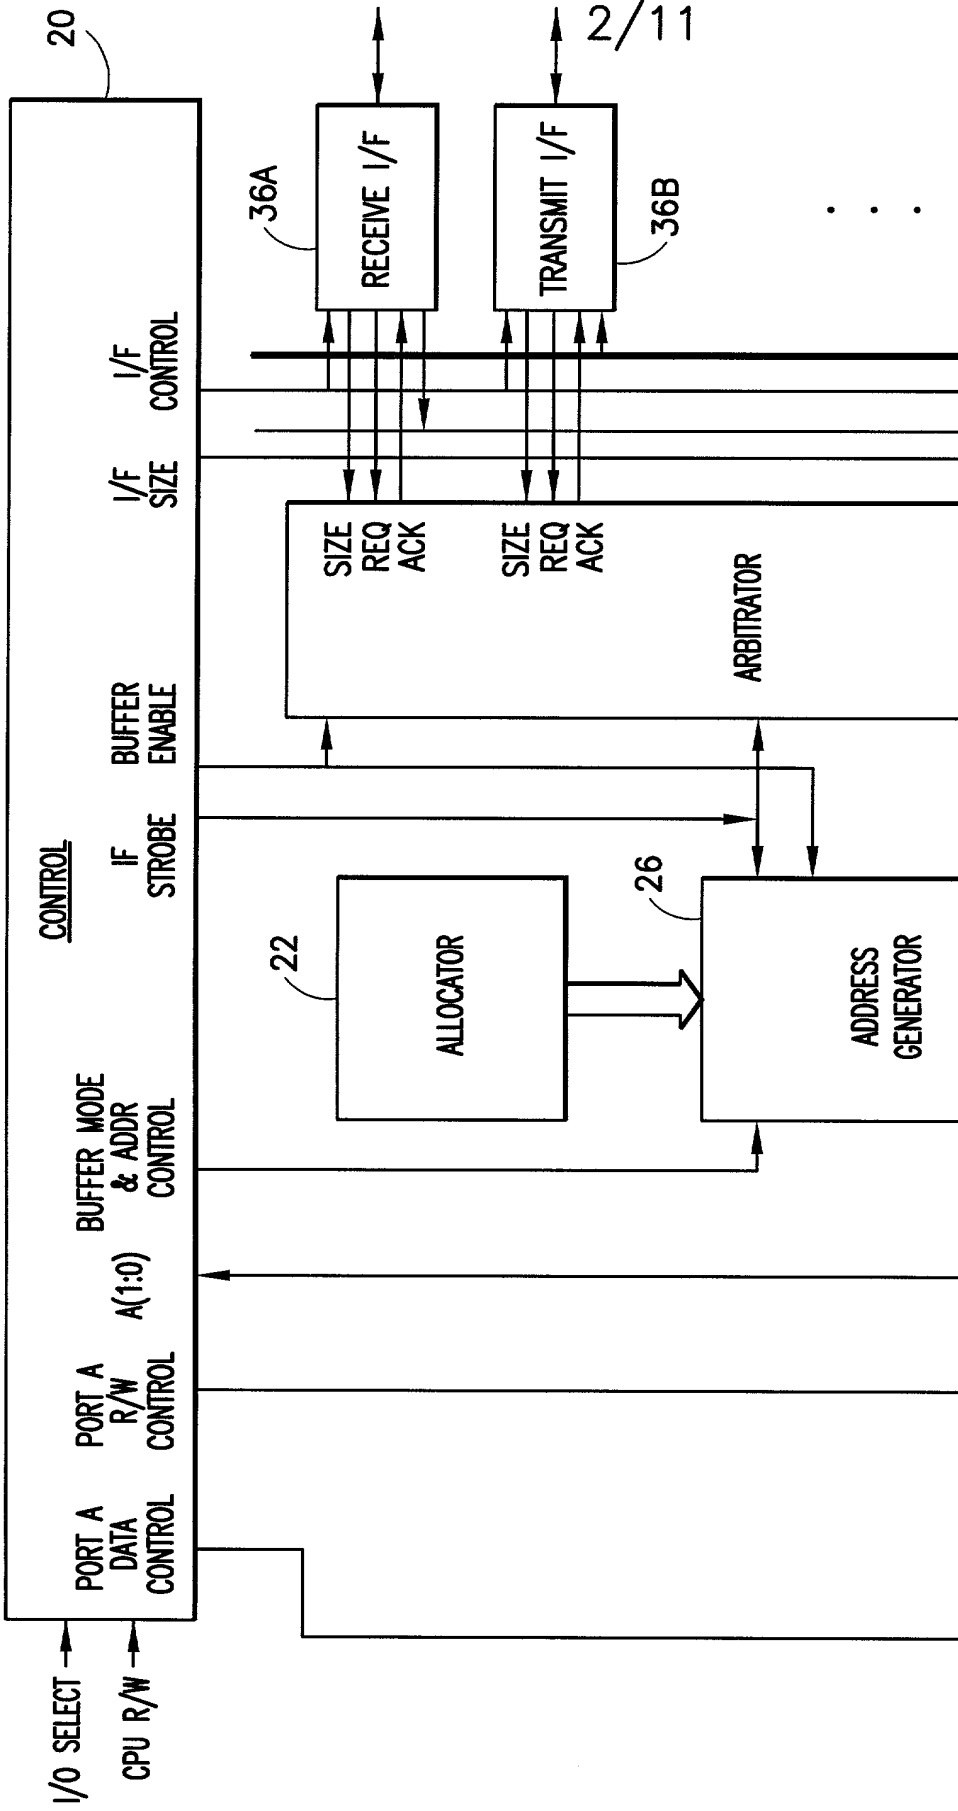 2/11
20
CONTROL
I/O SELECT
CPU R/W
PORT A
DATA
CONTROL
PORT A
R/W
CONTROL
A(1:0)
BUFFER MODE
& ADDR
CONTROL
IF
STROBE
BUFFER
ENABLE
I/F
SIZE
I/F
CONTROL
22
ALLOCATOR
26
ADDRESS
GENERATOR
ARBITRATOR
SIZE
REQ
ACK
SIZE
REQ
ACK
36A
RECEIVE I/F
TRANSMIT I/F
36B